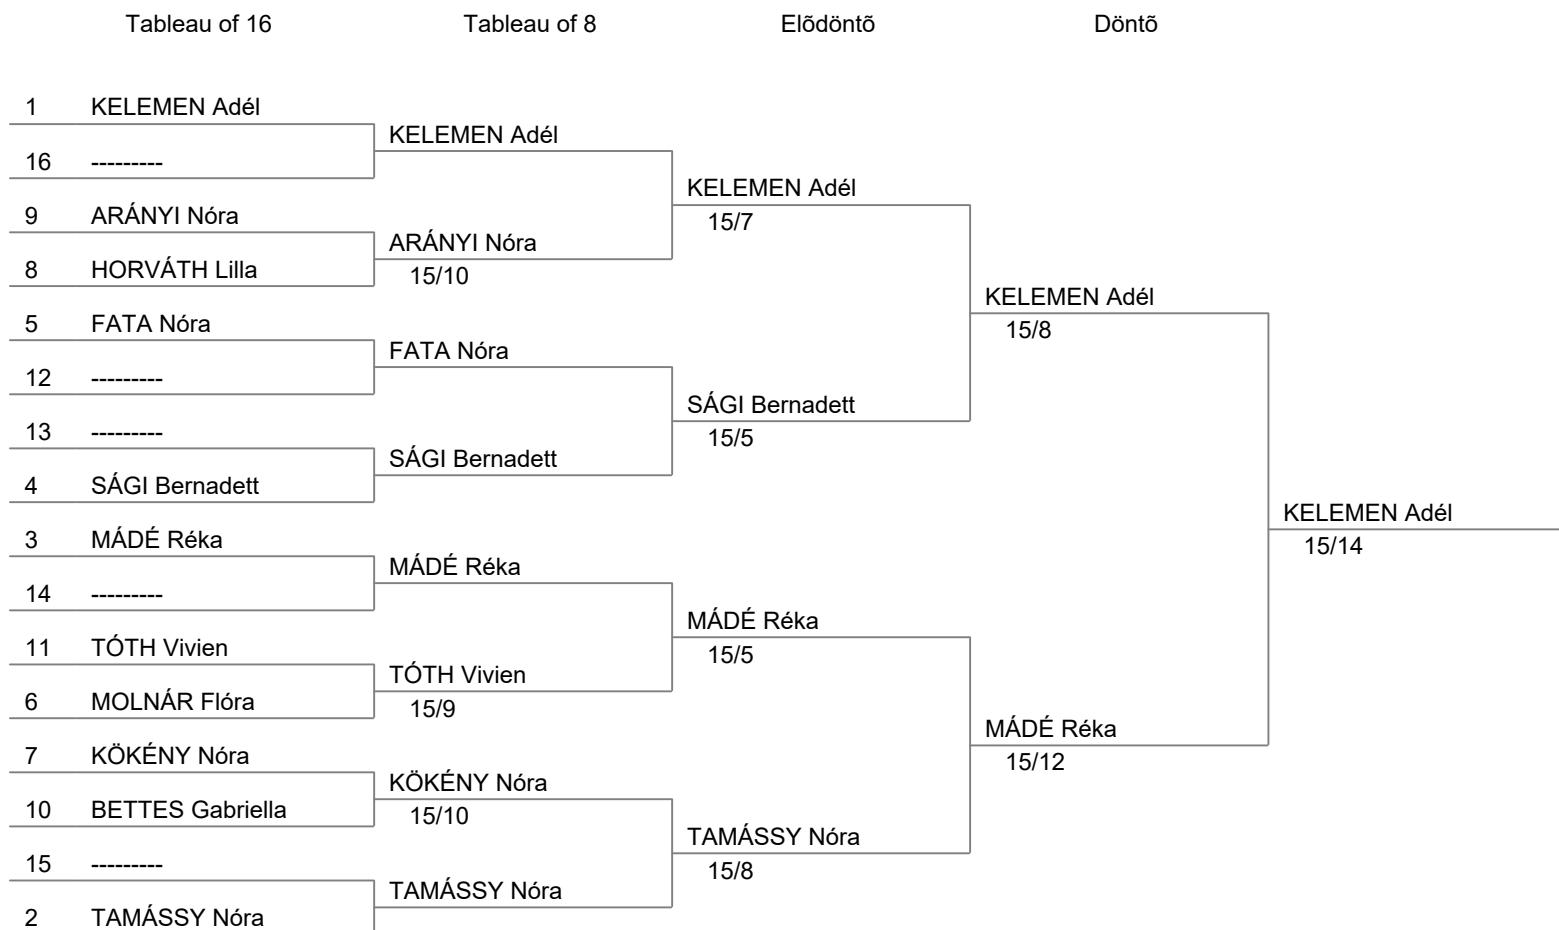 Tableau of 16 Tableau of 8 Elõdöntõ Döntõ
1 KELEMEN Adél
KELEMEN Adél
16 ---------
KELEMEN Adél
9 ARÁNYI Nóra
15/7
ARÁNYI Nóra
8 HORVÁTH Lilla
15/10
KELEMEN Adél
5 FATA Nóra
15/8
FATA Nóra
12 ---------
SÁGI Bernadett
13 ---------
15/5
SÁGI Bernadett
4 SÁGI Bernadett
KELEMEN Adél
3 MÁDÉ Réka
15/14
MÁDÉ Réka
14 ---------
MÁDÉ Réka
11 TÓTH Vivien
15/5
TÓTH Vivien
6 MOLNÁR Flóra
15/9
MÁDÉ Réka
7 KÖKÉNY Nóra
15/12
KÖKÉNY Nóra
10 BETTES Gabriella
15/10
TAMÁSSY Nóra
15 ---------
15/8
TAMÁSSY Nóra
2 TAMÁSSY Nóra